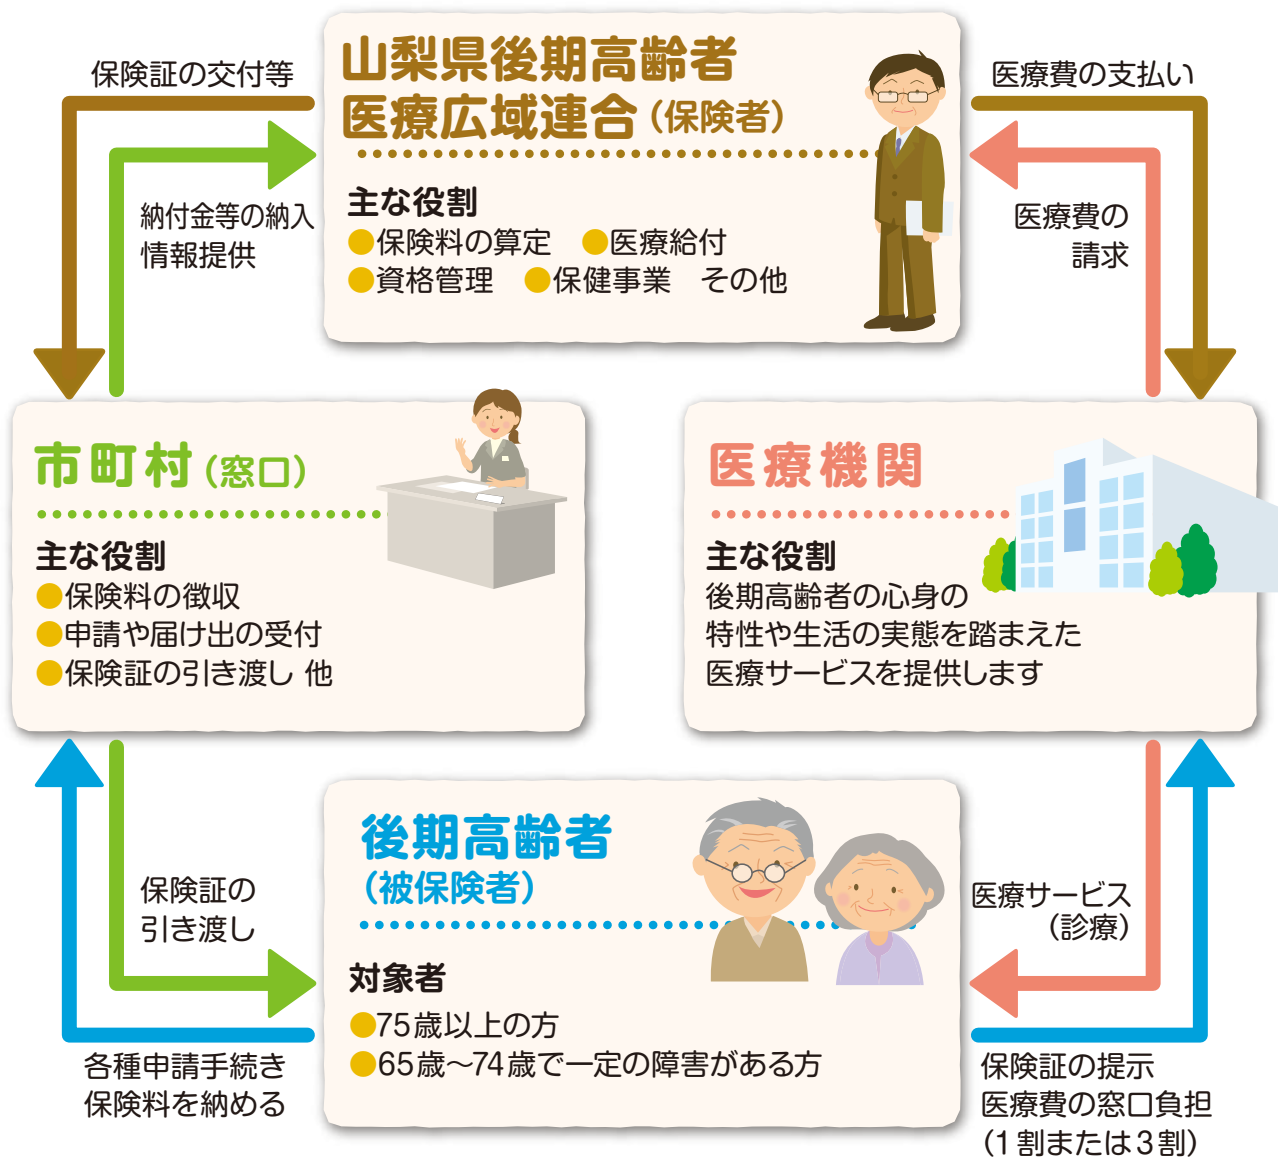 山梨県後期高齢者
医療広域連合（保険者）
主な役割
●保険料の算定　●医療給付
●資格管理　●保健事業　その他
保険証の交付等
納付金等の納入
情報提供
医療費の支払い
医療費の
請求
市町村（窓口）
主な役割
●保険料の徴収
●申請や届け出の受付
●保険証の引き渡し 他
医療機関
主な役割
後期高齢者の心身の
特性や生活の実態を踏まえた
医療サービスを提供します
保険証の
引き渡し
各種申請手続き
保険料を納める
後期高齢者
（被保険者）
対象者
●75歳以上の方
●65歳～74歳で一定の障害がある方
医療サービス
（診療）
保険証の提示
医療費の窓口負担
（1割または3割）